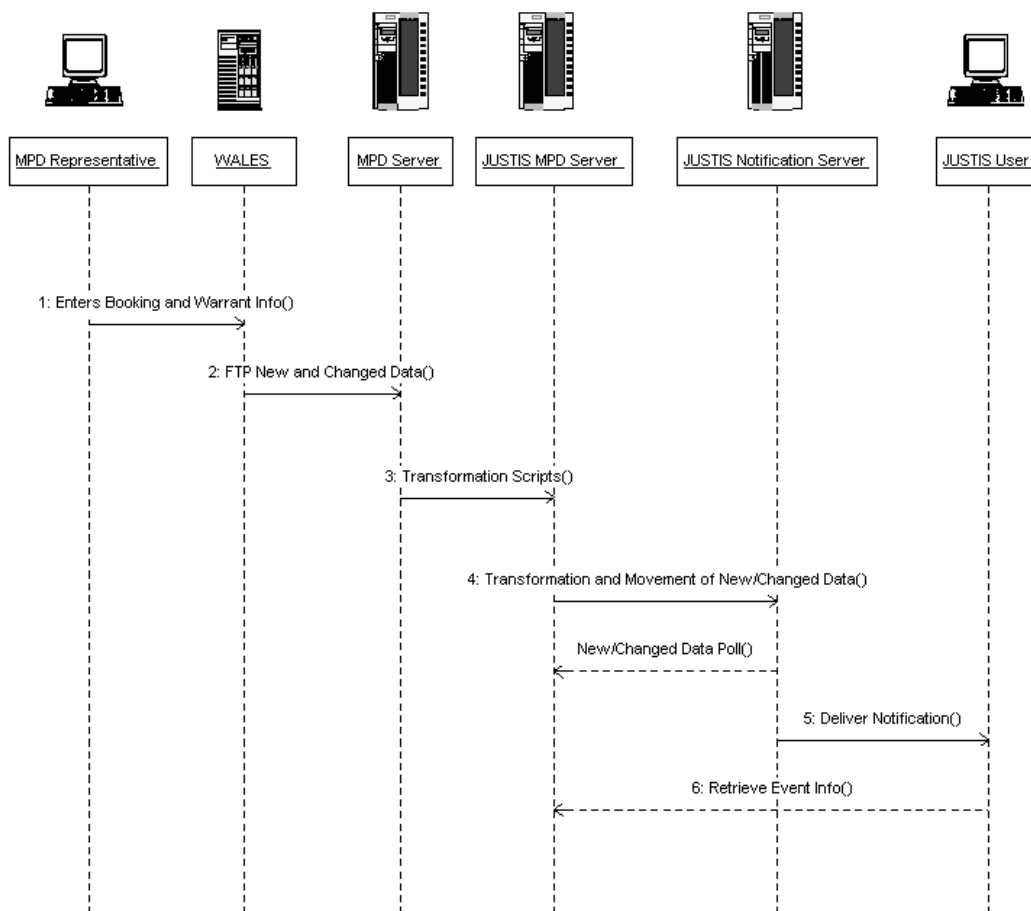 MPD Representative
WALES
MPD Server
JUSTIS MPD Server
JUSTIS Notification Server
JUSTIS User
1: Enters Booking and Warrant Info()
2: FTP New and Changed Data()
3: Transformation Scripts()
4: Transformation and Movement of New/Changed Data()
New/Changed Data Poll()
5: Deliver Notification()
6: Retrieve Event Info()